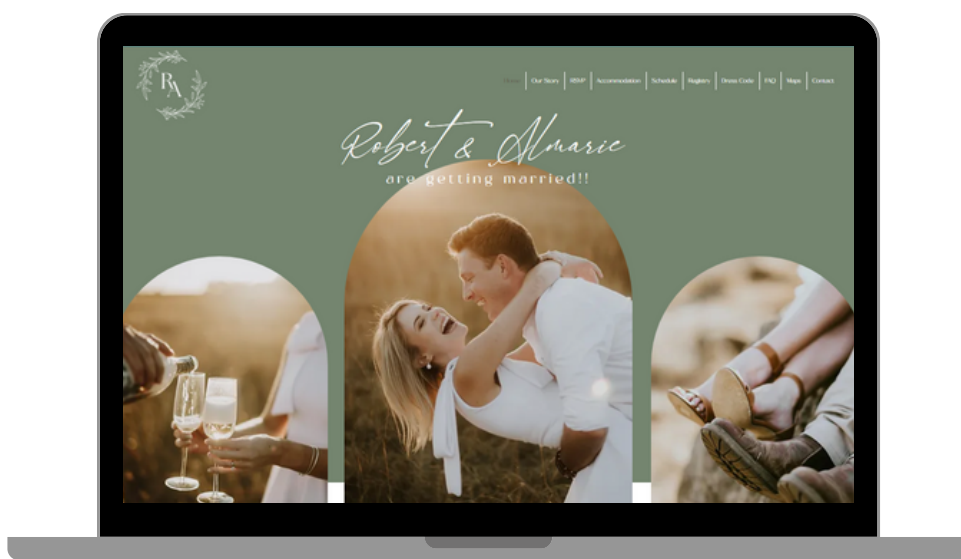 RA
Home | Our Story | RSVP | Accommodation | Schedule | Registry | Dress Code | FAQ | Maps | Contact
Robert & Almarie
are getting married!!